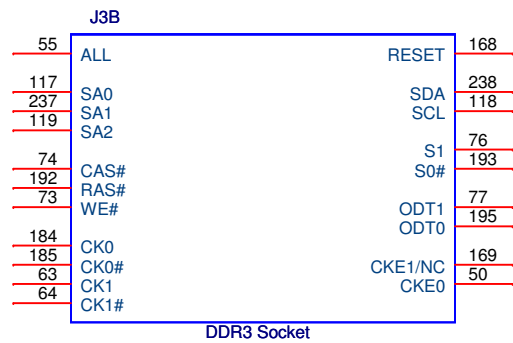 J3B
55 ALL RESET 168
117 SA0 SDA 238
237 SA1 SCL 118
119 SA2
S1 76
74 CAS# S0# 193
192 RAS#
73 WE# ODT1 77
ODT0 195
184 CK0
185 CK0# CKE1/NC 169
63 CK1 CKE0 50
64 CK1#
DDR3 Socket